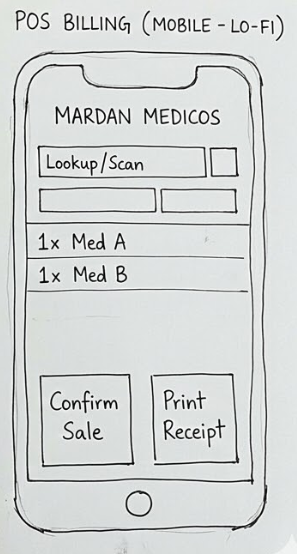 POS BILLING (MOBILE - LO-FI)
MARDAN MEDICOS
Lookup/Scan
1x Med A
1x Med B
Confirm
Sale
Print
Receipt